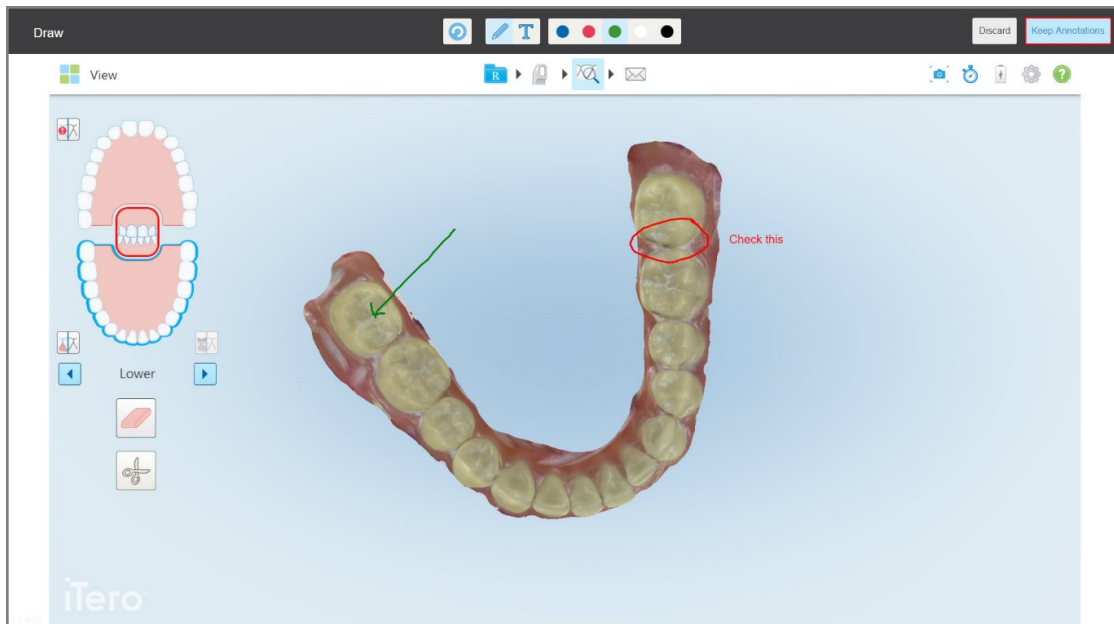 Draw
T
Discard
Keep Annotations
View
R
?
Check this
Lower
iTero